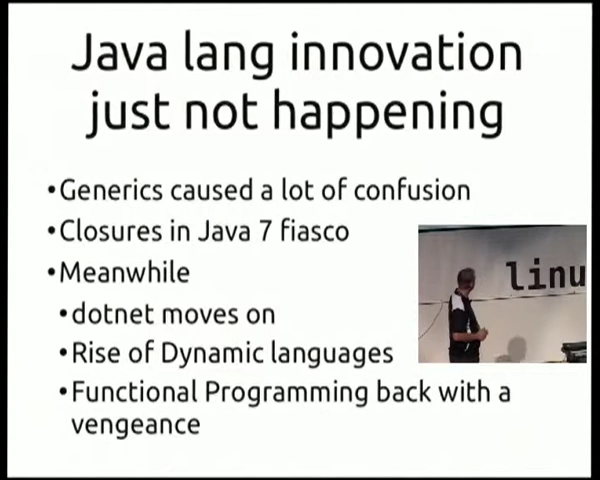 Java lang innovation
just not happening
•Generics caused a lot of confusion
•Closures in Java 7 fiasco
•Meanwhile
•dotnet moves on
•Rise of Dynamic languages
•Functional Programming back with a
vengeance
linu